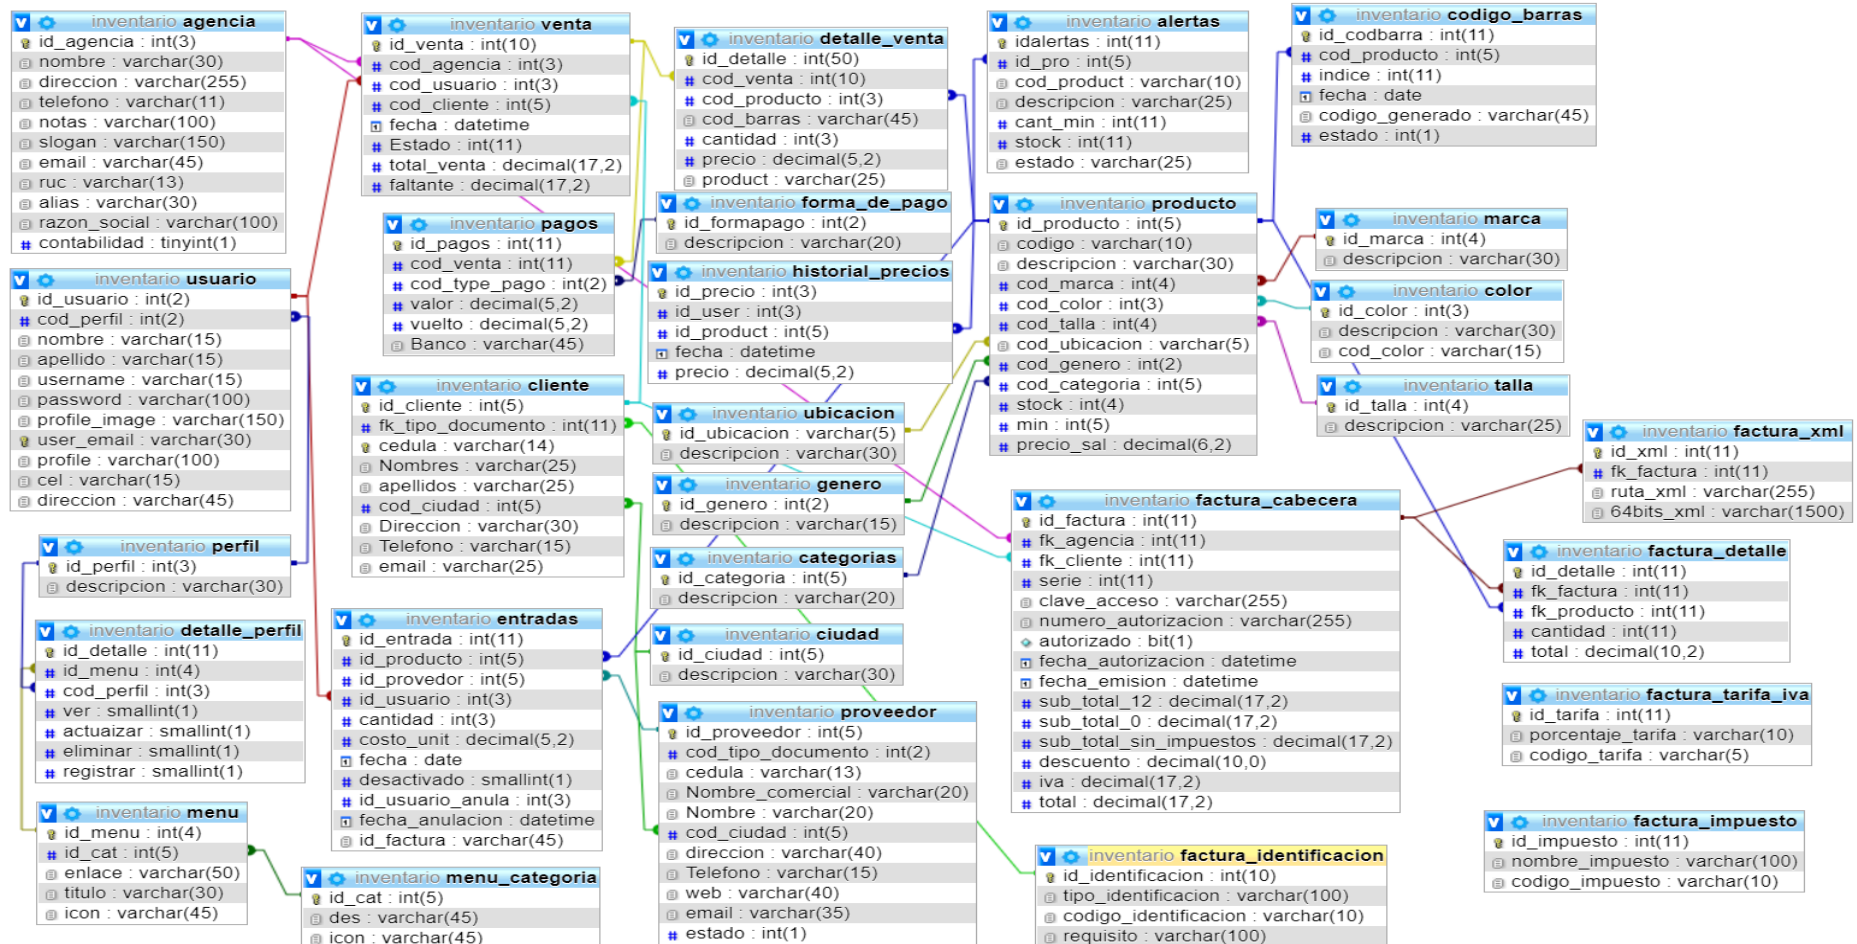 inventario agencia
id_agencia : int(3)
nombre : varchar(30)
direccion : varchar(255)
telefono : varchar(11)
notas : varchar(100)
slogan : varchar(150)
email : varchar(45)
ruc : varchar(13)
alias : varchar(30)
razon_social : varchar(100)
contabilidad : tinyint(1)
inventario usuario
id_usuario : int(2)
cod_perfil : int(2)
nombre : varchar(15)
apellido : varchar(15)
username : varchar(15)
password : varchar(100)
profile_image : varchar(150)
user_email : varchar(30)
profile : varchar(100)
cel : varchar(15)
direccion : varchar(45)
inventario perfil
id_perfil : int(3)
descripcion : varchar(30)
inventario detalle_perfil
id_detalle : int(11)
id_menu : int(4)
cod_perfil : int(3)
ver : smallint(1)
actuaizar : smallint(1)
eliminar : smallint(1)
registrar : smallint(1)
inventario menu
id_menu : int(4)
id_cat : int(5)
enlace : varchar(50)
titulo : varchar(30)
icon : varchar(45)
inventario venta
id_venta : int(10)
cod_agencia : int(3)
cod_usuario : int(3)
cod_cliente : int(5)
fecha : datetime
Estado : int(11)
total_venta : decimal(17,2)
faltante : decimal(17,2)
inventario pagos
id_pagos : int(11)
cod_venta : int(11)
cod_type_pago : int(2)
valor : decimal(5,2)
vuelto : decimal(5,2)
Banco : varchar(45)
inventario cliente
id_cliente : int(5)
fk_tipo_documento : int(11)
cedula : varchar(14)
Nombres : varchar(25)
apellidos : varchar(25)
cod_ciudad : int(5)
Direccion : varchar(30)
Telefono : varchar(15)
email : varchar(25)
inventario entradas
id_entrada : int(11)
id_producto : int(5)
id_provedor : int(5)
id_usuario : int(3)
cantidad : int(3)
costo_unit : decimal(5,2)
fecha : date
desactivado : smallint(1)
id_usuario_anula : int(3)
fecha_anulacion : datetime
id_factura : varchar(45)
inventario menu_categoria
id_cat : int(5)
des : varchar(45)
icon : varchar(45)
inventario detalle_venta
id_detalle : int(50)
cod_venta : int(10)
cod_producto : int(3)
cod_barras : varchar(45)
cantidad : int(3)
precio : decimal(5,2)
product : varchar(25)
inventario forma_de_pago
id_formapago : int(2)
descripcion : varchar(20)
inventario historial_precios
id_precio : int(3)
id_user : int(3)
id_product : int(5)
fecha : datetime
precio : decimal(5,2)
inventario ubicacion
id_ubicacion : varchar(5)
descripcion : varchar(30)
inventario genero
id_genero : int(2)
descripcion : varchar(15)
inventario categorias
id_categoria : int(5)
descripcion : varchar(20)
inventario ciudad
id_ciudad : int(5)
descripcion : varchar(30)
inventario proveedor
id_proveedor : int(5)
cod_tipo_documento : int(2)
cedula : varchar(13)
Nombre_comercial : varchar(20)
Nombre : varchar(20)
cod_ciudad : int(5)
direccion : varchar(40)
Telefono : varchar(15)
web : varchar(40)
email : varchar(35)
estado : int(1)
inventario alertas
idalertas : int(11)
id_pro : int(5)
cod_product : varchar(10)
descripcion : varchar(25)
cant_min : int(11)
stock : int(11)
estado : varchar(25)
inventario producto
id_producto : int(5)
codigo : varchar(10)
descripcion : varchar(30)
cod_marca : int(4)
cod_color : int(3)
cod_talla : int(4)
cod_ubicacion : varchar(5)
cod_genero : int(2)
cod_categoria : int(5)
stock : int(4)
min : int(5)
precio_sal : decimal(6,2)
inventario factura_cabecera
id_factura : int(11)
fk_agencia : int(11)
fk_cliente : int(11)
serie : int(11)
clave_acceso : varchar(255)
numero_autorizacion : varchar(255)
autorizado : bit(1)
fecha_autorizacion : datetime
fecha_emision : datetime
sub_total_12 : decimal(17,2)
sub_total_0 : decimal(17,2)
sub_total_sin_impuestos : decimal(17,2)
descuento : decimal(10,0)
iva : decimal(17,2)
total : decimal(17,2)
inventario factura_identificacion
id_identificacion : int(10)
tipo_identificacion : varchar(100)
codigo_identificacion : varchar(10)
requisito : varchar(100)
inventario codigo_barras
id_codbarra : int(11)
cod_producto : int(5)
indice : int(11)
fecha : date
codigo_generado : varchar(45)
estado : int(1)
inventario marca
id_marca : int(4)
descripcion : varchar(30)
inventario color
id_color : int(3)
descripcion : varchar(30)
cod_color : varchar(15)
inventario talla
id_talla : int(4)
descripcion : varchar(25)
inventario factura_xml
id_xml : int(11)
fk_factura : int(11)
ruta_xml : varchar(255)
64bits_xml : varchar(1500)
inventario factura_detalle
id_detalle : int(11)
fk_factura : int(11)
fk_producto : int(11)
cantidad : int(11)
total : decimal(10,2)
inventario factura_tarifa_iva
id_tarifa : int(11)
porcentaje_tarifa : varchar(10)
codigo_tarifa : varchar(5)
inventario factura_impuesto
id_impuesto : int(11)
nombre_impuesto : varchar(100)
codigo_impuesto : varchar(10)